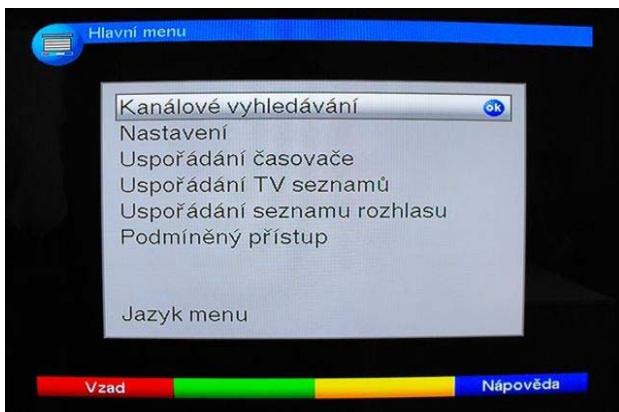 Hlavní menu
Kanálové vyhledávání ok
Nastavení
Uspořádání časovače
Uspořádání TV seznamů
Uspořádání seznamu rozhlasu
Podmíněný přístup
Jazyk menu
Vzad Nápověda